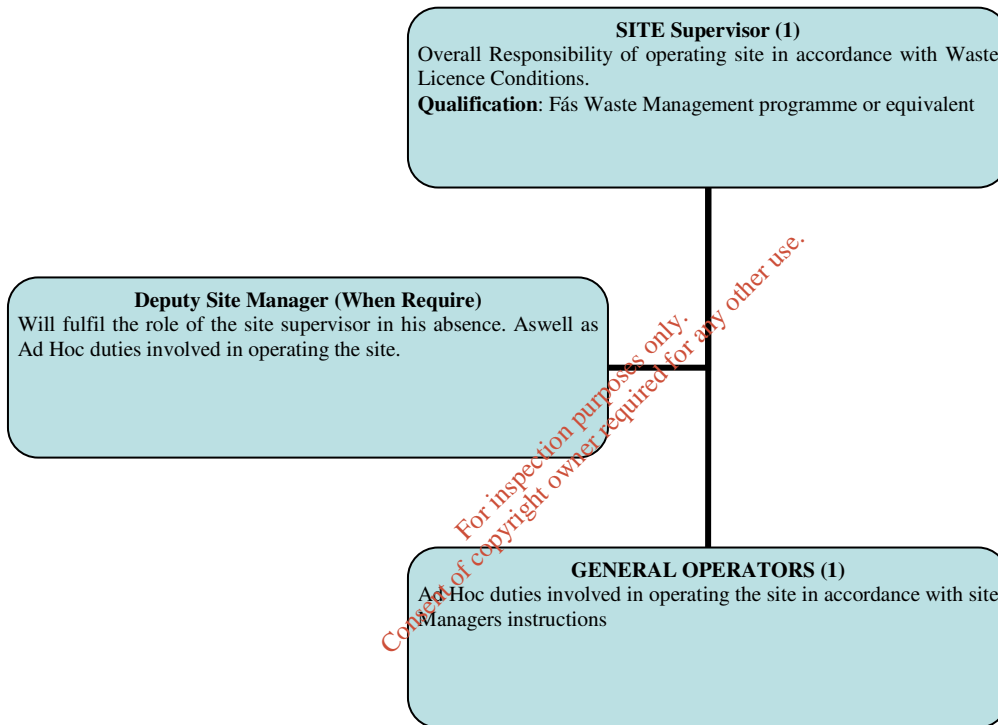 SITE Supervisor (1)
Overall Responsibility of operating site in accordance with Waste
Licence Conditions.
Qualification: Fás Waste Management programme or equivalent
Deputy Site Manager (When Require)
Will fulfil the role of the site supervisor in his absence. Aswell as
Ad Hoc duties involved in operating the site.
For inspection purposes only.
Consent of copyright owner required for any other use.
GENERAL OPERATORS (1)
Ad Hoc duties involved in operating the site in accordance with site
Managers instructions